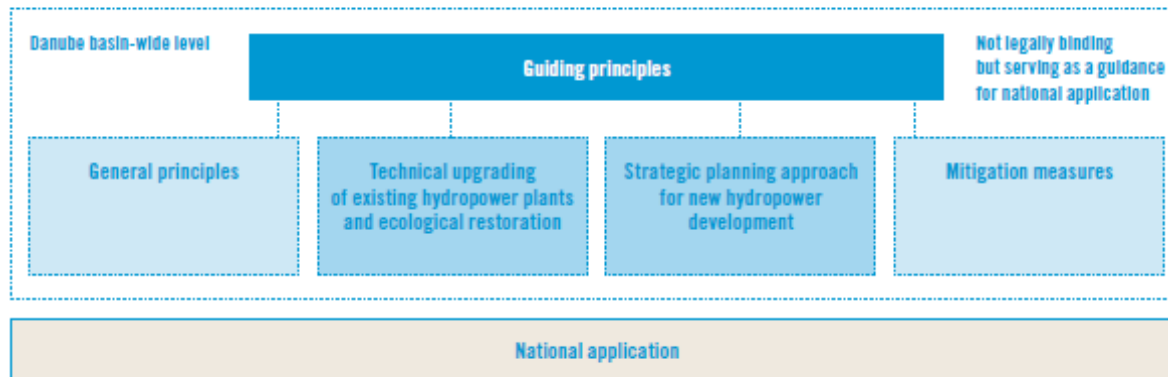 Danube basin-wide level
Guiding principles
Not legally binding
but serving as a guidance
for national application
General principles
Technical upgrading
of existing hydropower plants
and ecological restoration
Strategic planning approach
for new hydropower
development
Mitigation measures
National application